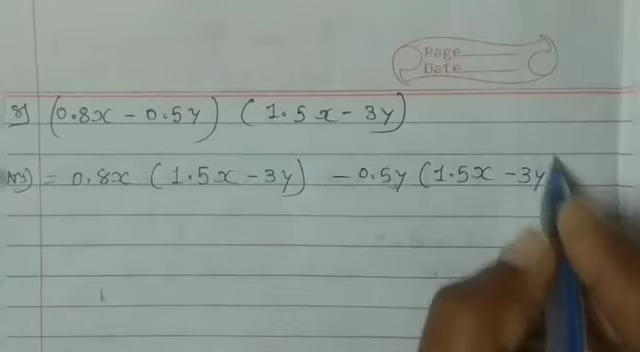 Page
Date
8) (0.8x - 0.5y) (1.5x - 3y)
Ans) = 0.8x (1.5x - 3y) - 0.5y (1.5x - 3y